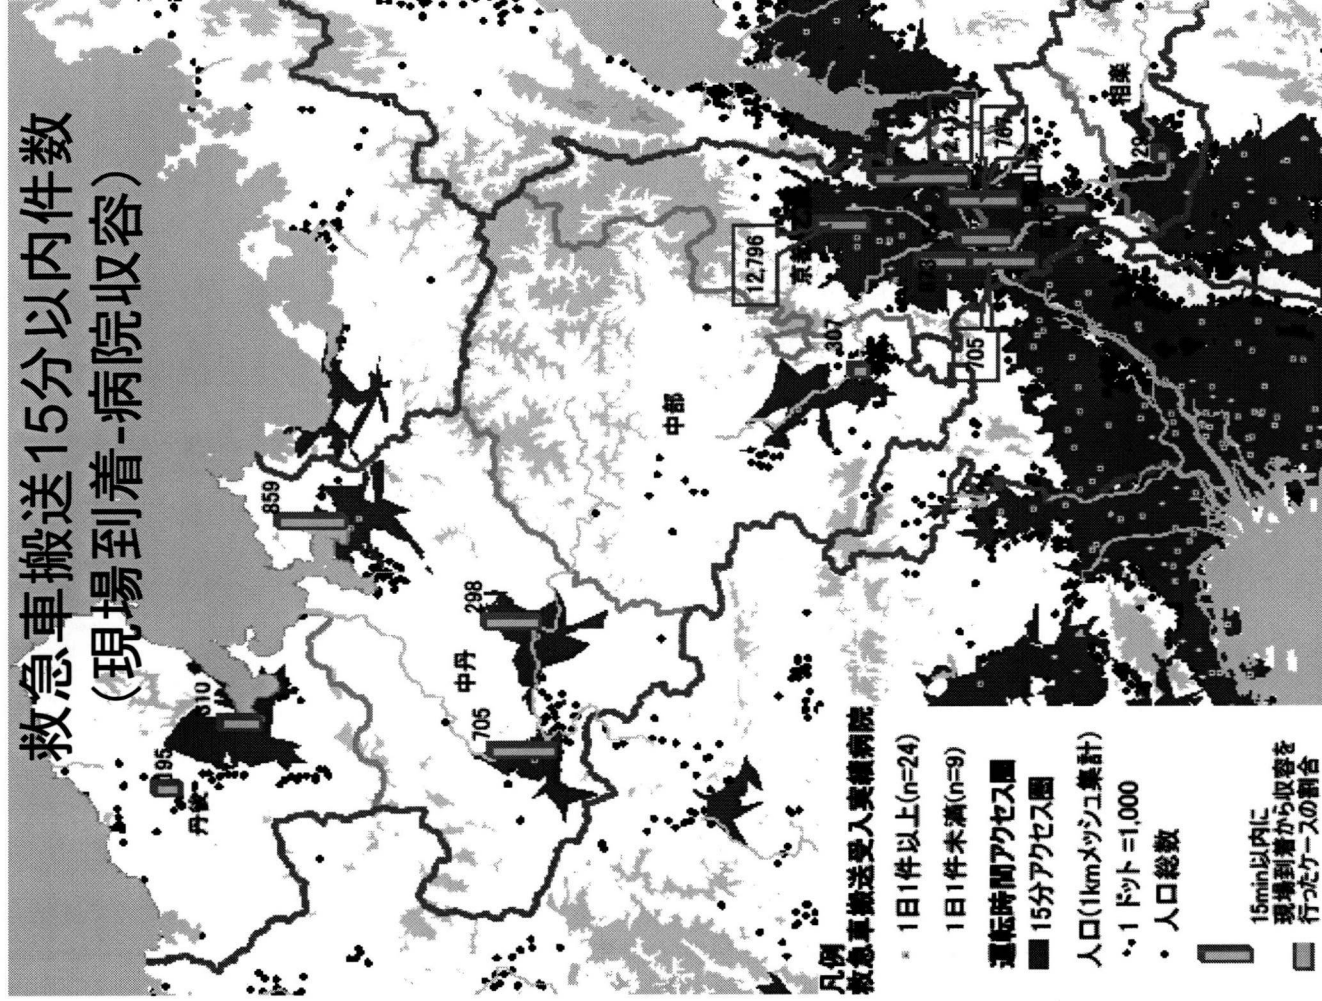 救急車搬送15分以内件数
（現場到着-病院収容）
195
310
丹後
859
705
中丹
298
中部
307
12,796
705
767
相楽
凡例
救急車搬送受入実績病院
1日1件以上(n=24)
1日1件未満(n=9)
運転時間アクセス圏
15分アクセス圏
人口(1kmメッシュ集計)
1 ドット =1,000
人口総数
15min以内に
現場到着から収容を
行ったケースの割合